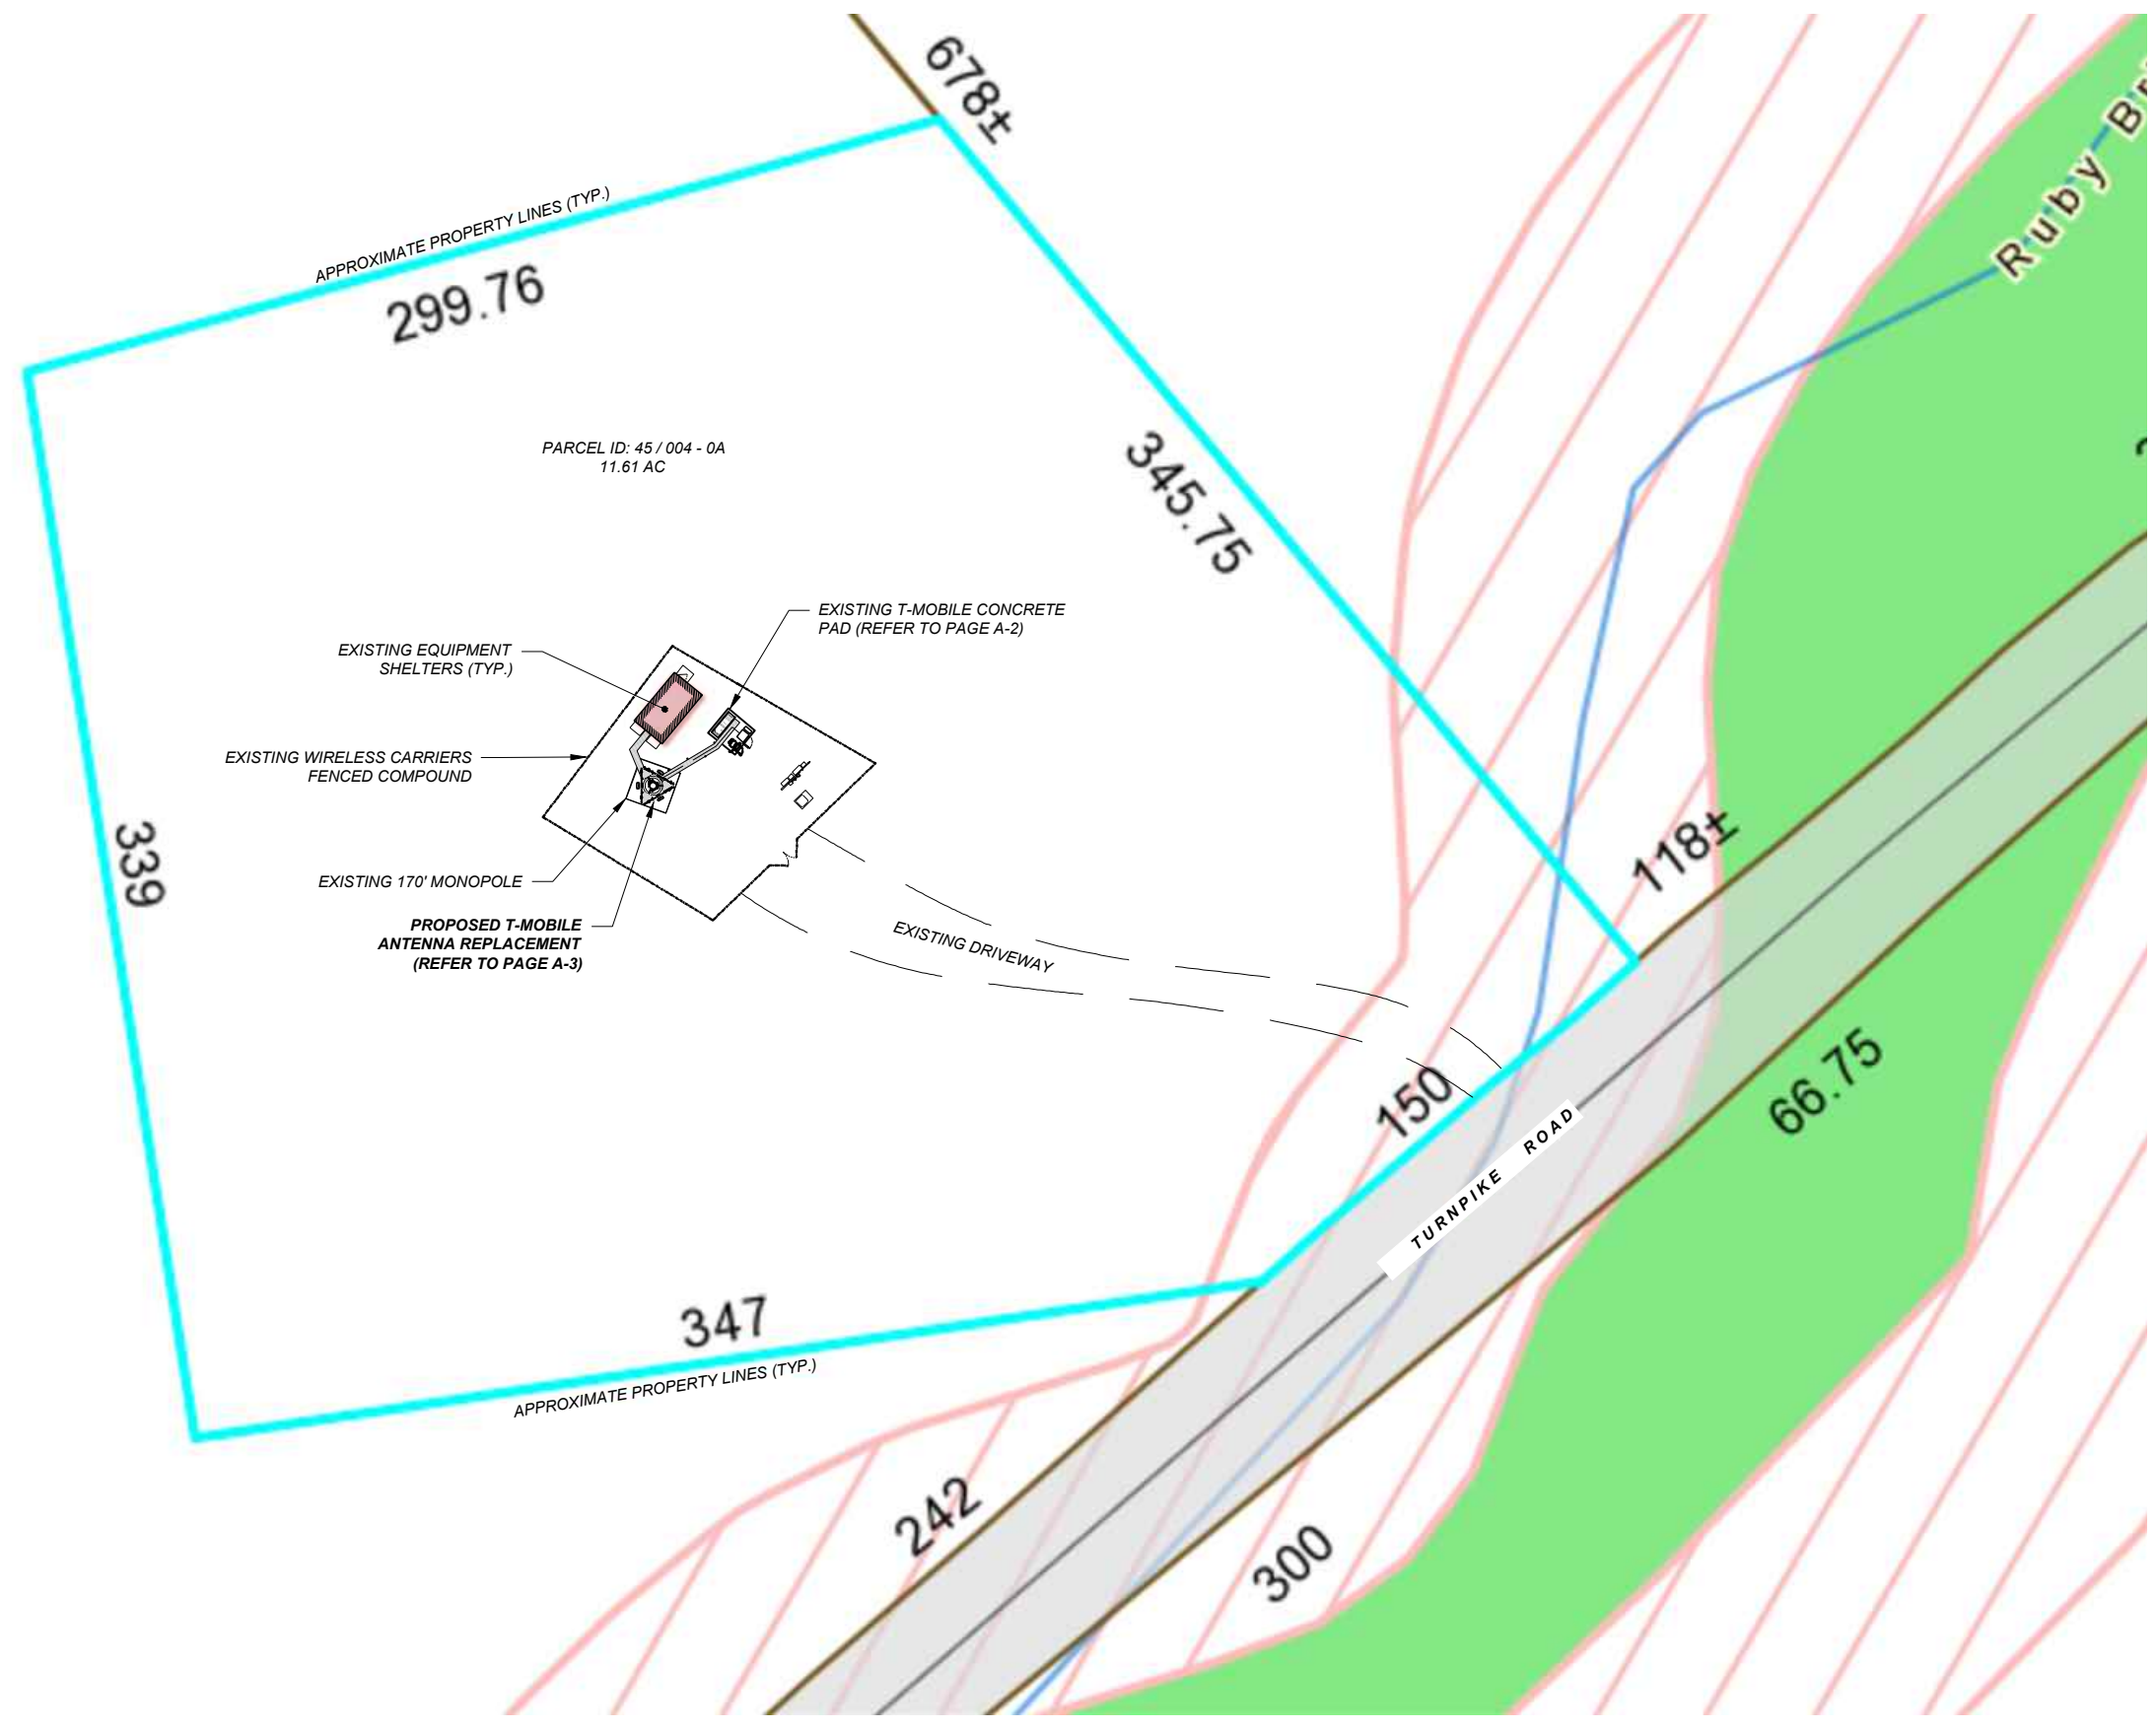 678±
APPROXIMATE PROPERTY LINES (TYP.)
299.76
Ruby
PARCEL ID: 45 / 004 - 0A
11.61 AC
345.75
EXISTING T-MOBILE CONCRETE
PAD (REFER TO PAGE A-2)
EXISTING EQUIPMENT
SHELTERS (TYP.)
EXISTING WIRELESS CARRIERS
FENCED COMPOUND
339
118±
EXISTING 170' MONOPOLE
PROPOSED T-MOBILE
ANTENNA REPLACEMENT
(REFER TO PAGE A-3)
EXISTING DRIVEWAY
150
66.75
TURNPIKE ROAD
347
APPROXIMATE PROPERTY LINES (TYP.)
242
300